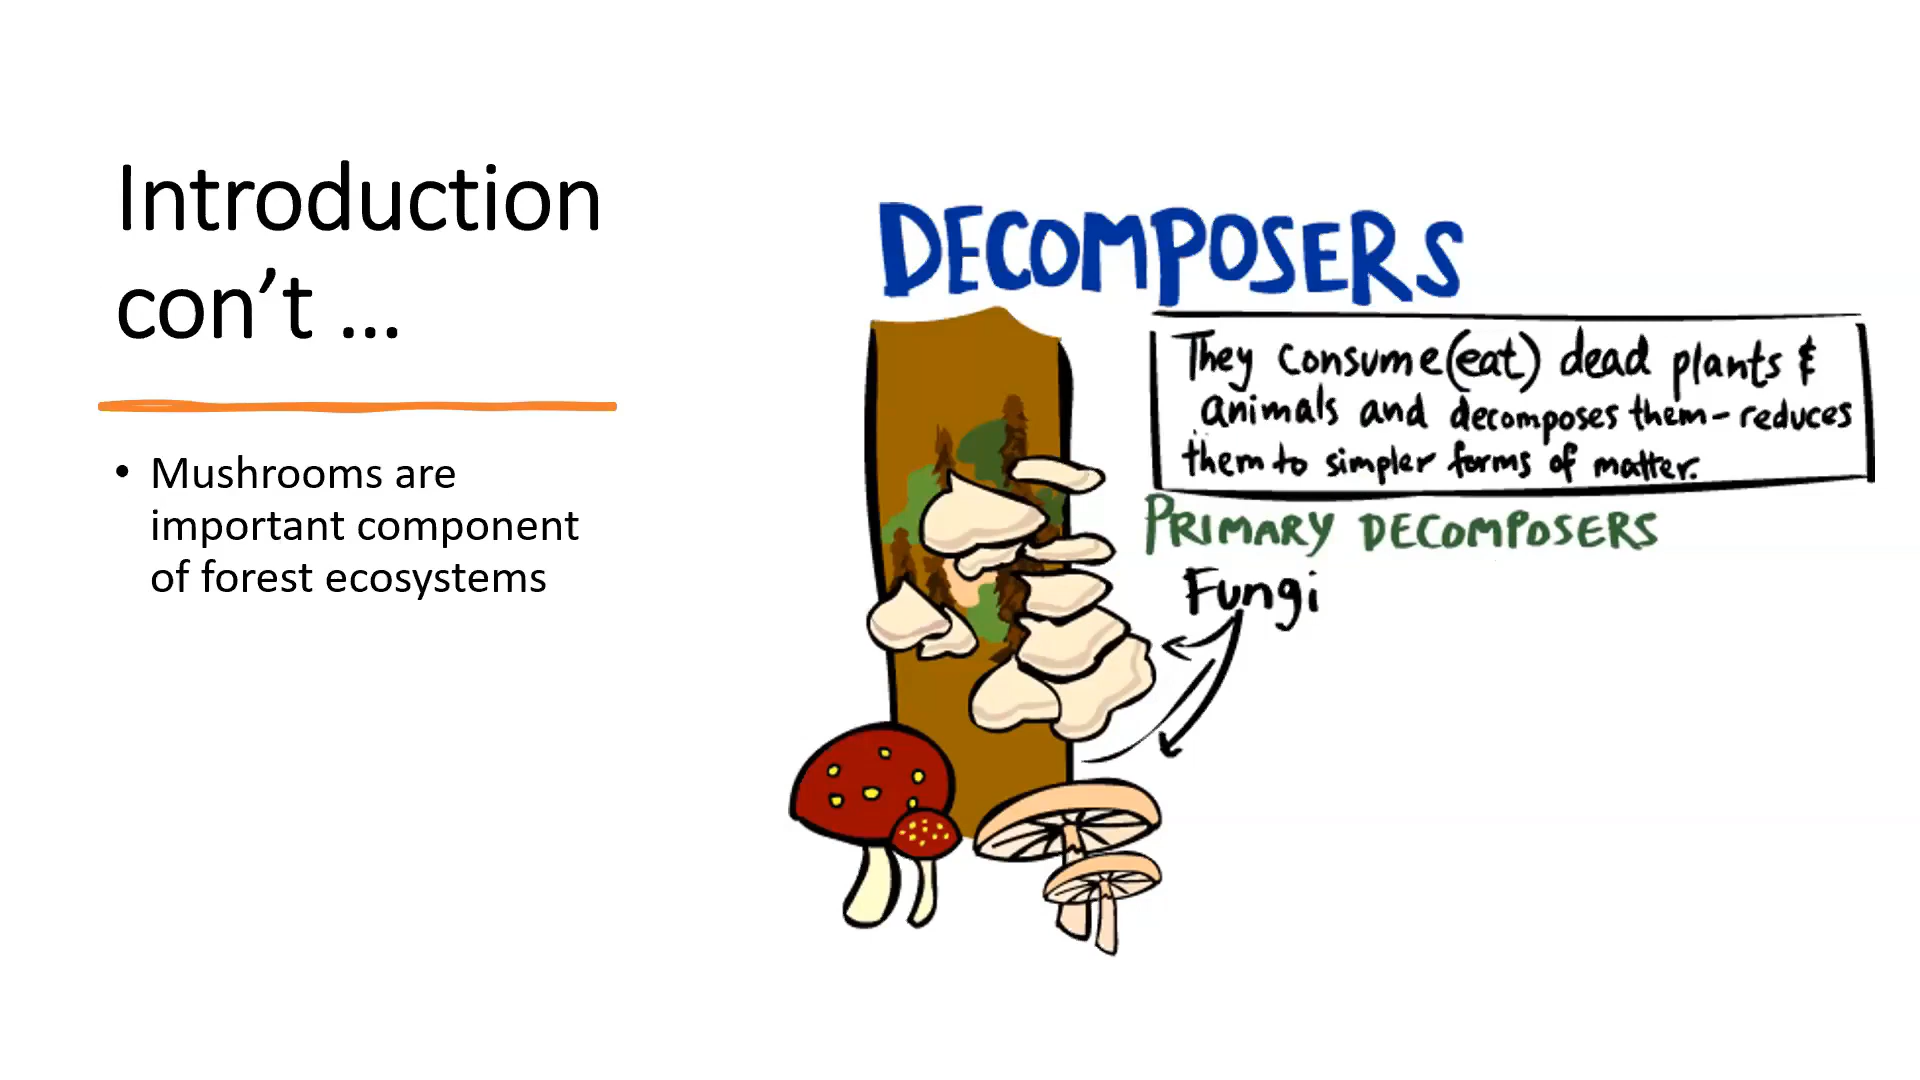 Introduction
con’t ...
• Mushrooms are
important component
of forest ecosystems
DECOMPOSERS
They consume (eat) dead plants &
animals and decomposes them - reduces
them to simpler forms of matter.
PRIMARY DECOMPOSERS
Fungi